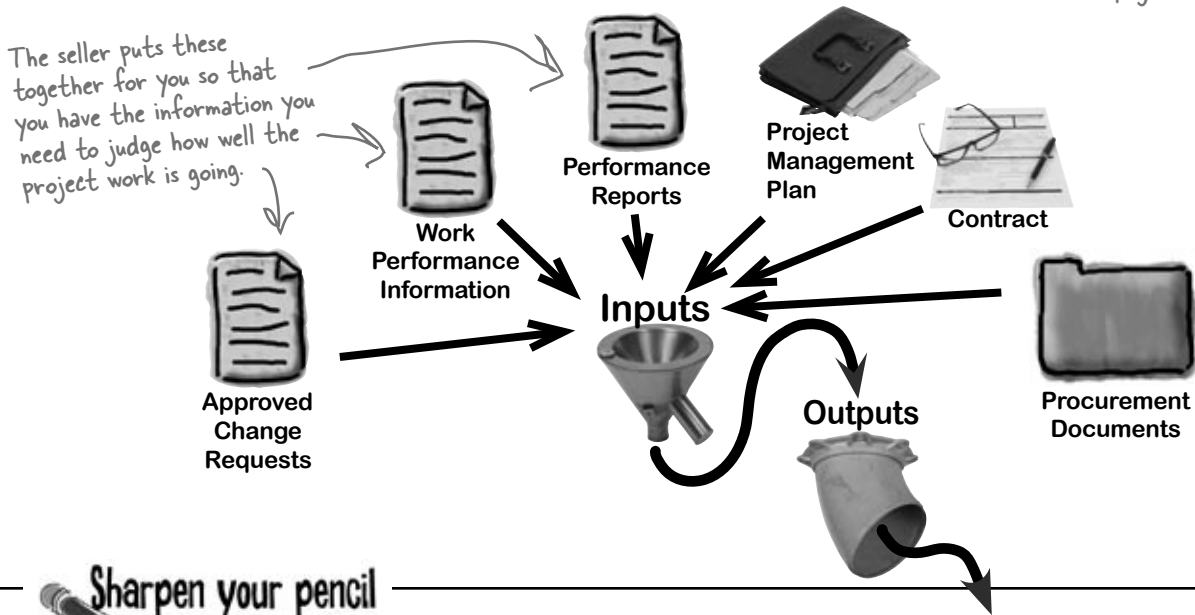 The seller puts these
together for you so that
you have the information you
need to judge how well the
project work is going.
Performance
Reports
Project
Management
Plan
Contract
Work
Performance
Information
Inputs
Approved
Change
Requests
Outputs
Procurement
Documents
Sharpen your pencil